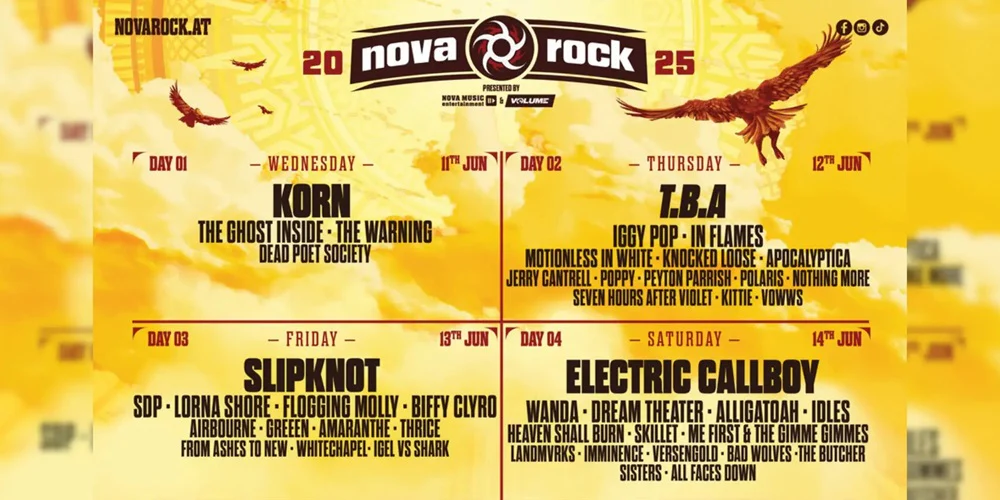 NOVAROCK.AT
20 nova rock 25
PRESENTED BY
NOVA MUSIC entertainment & VOLUME
DAY 01 – WEDNESDAY – 11TH JUN
KORN
THE GHOST INSIDE · THE WARNING
DEAD POET SOCIETY
DAY 02 – THURSDAY – 12TH JUN
T.B.A
IGGY POP · IN FLAMES
MOTIONLESS IN WHITE · KNOCKED LOOSE · APOCALYPTICA
JERRY CANTRELL · POPPY · PEYTON PARRISH · POLARIS · NOTHING MORE
SEVEN HOURS AFTER VIOLET · KITTIE · VOWWS
DAY 03 – FRIDAY – 13TH JUN
SLIPKNOT
SDP · LORNA SHORE · FLOGGING MOLLY · BIFFY CLYRO
AIRBOURNE · GREEEN · AMARANTHE · THRICE
FROM ASHES TO NEW · WHITECHAPEL · IGEL VS SHARK
DAY 04 – SATURDAY – 14TH JUN
ELECTRIC CALLBOY
WANDA · DREAM THEATER · ALLIGATOAH · IDLES
HEAVEN SHALL BURN · SKILLET · ME FIRST & THE GIMME GIMMES
LANDMVRKS · IMMINENCE · VERSENGOLD · BAD WOLVES · THE BUTCHER
SISTERS · ALL FACES DOWN